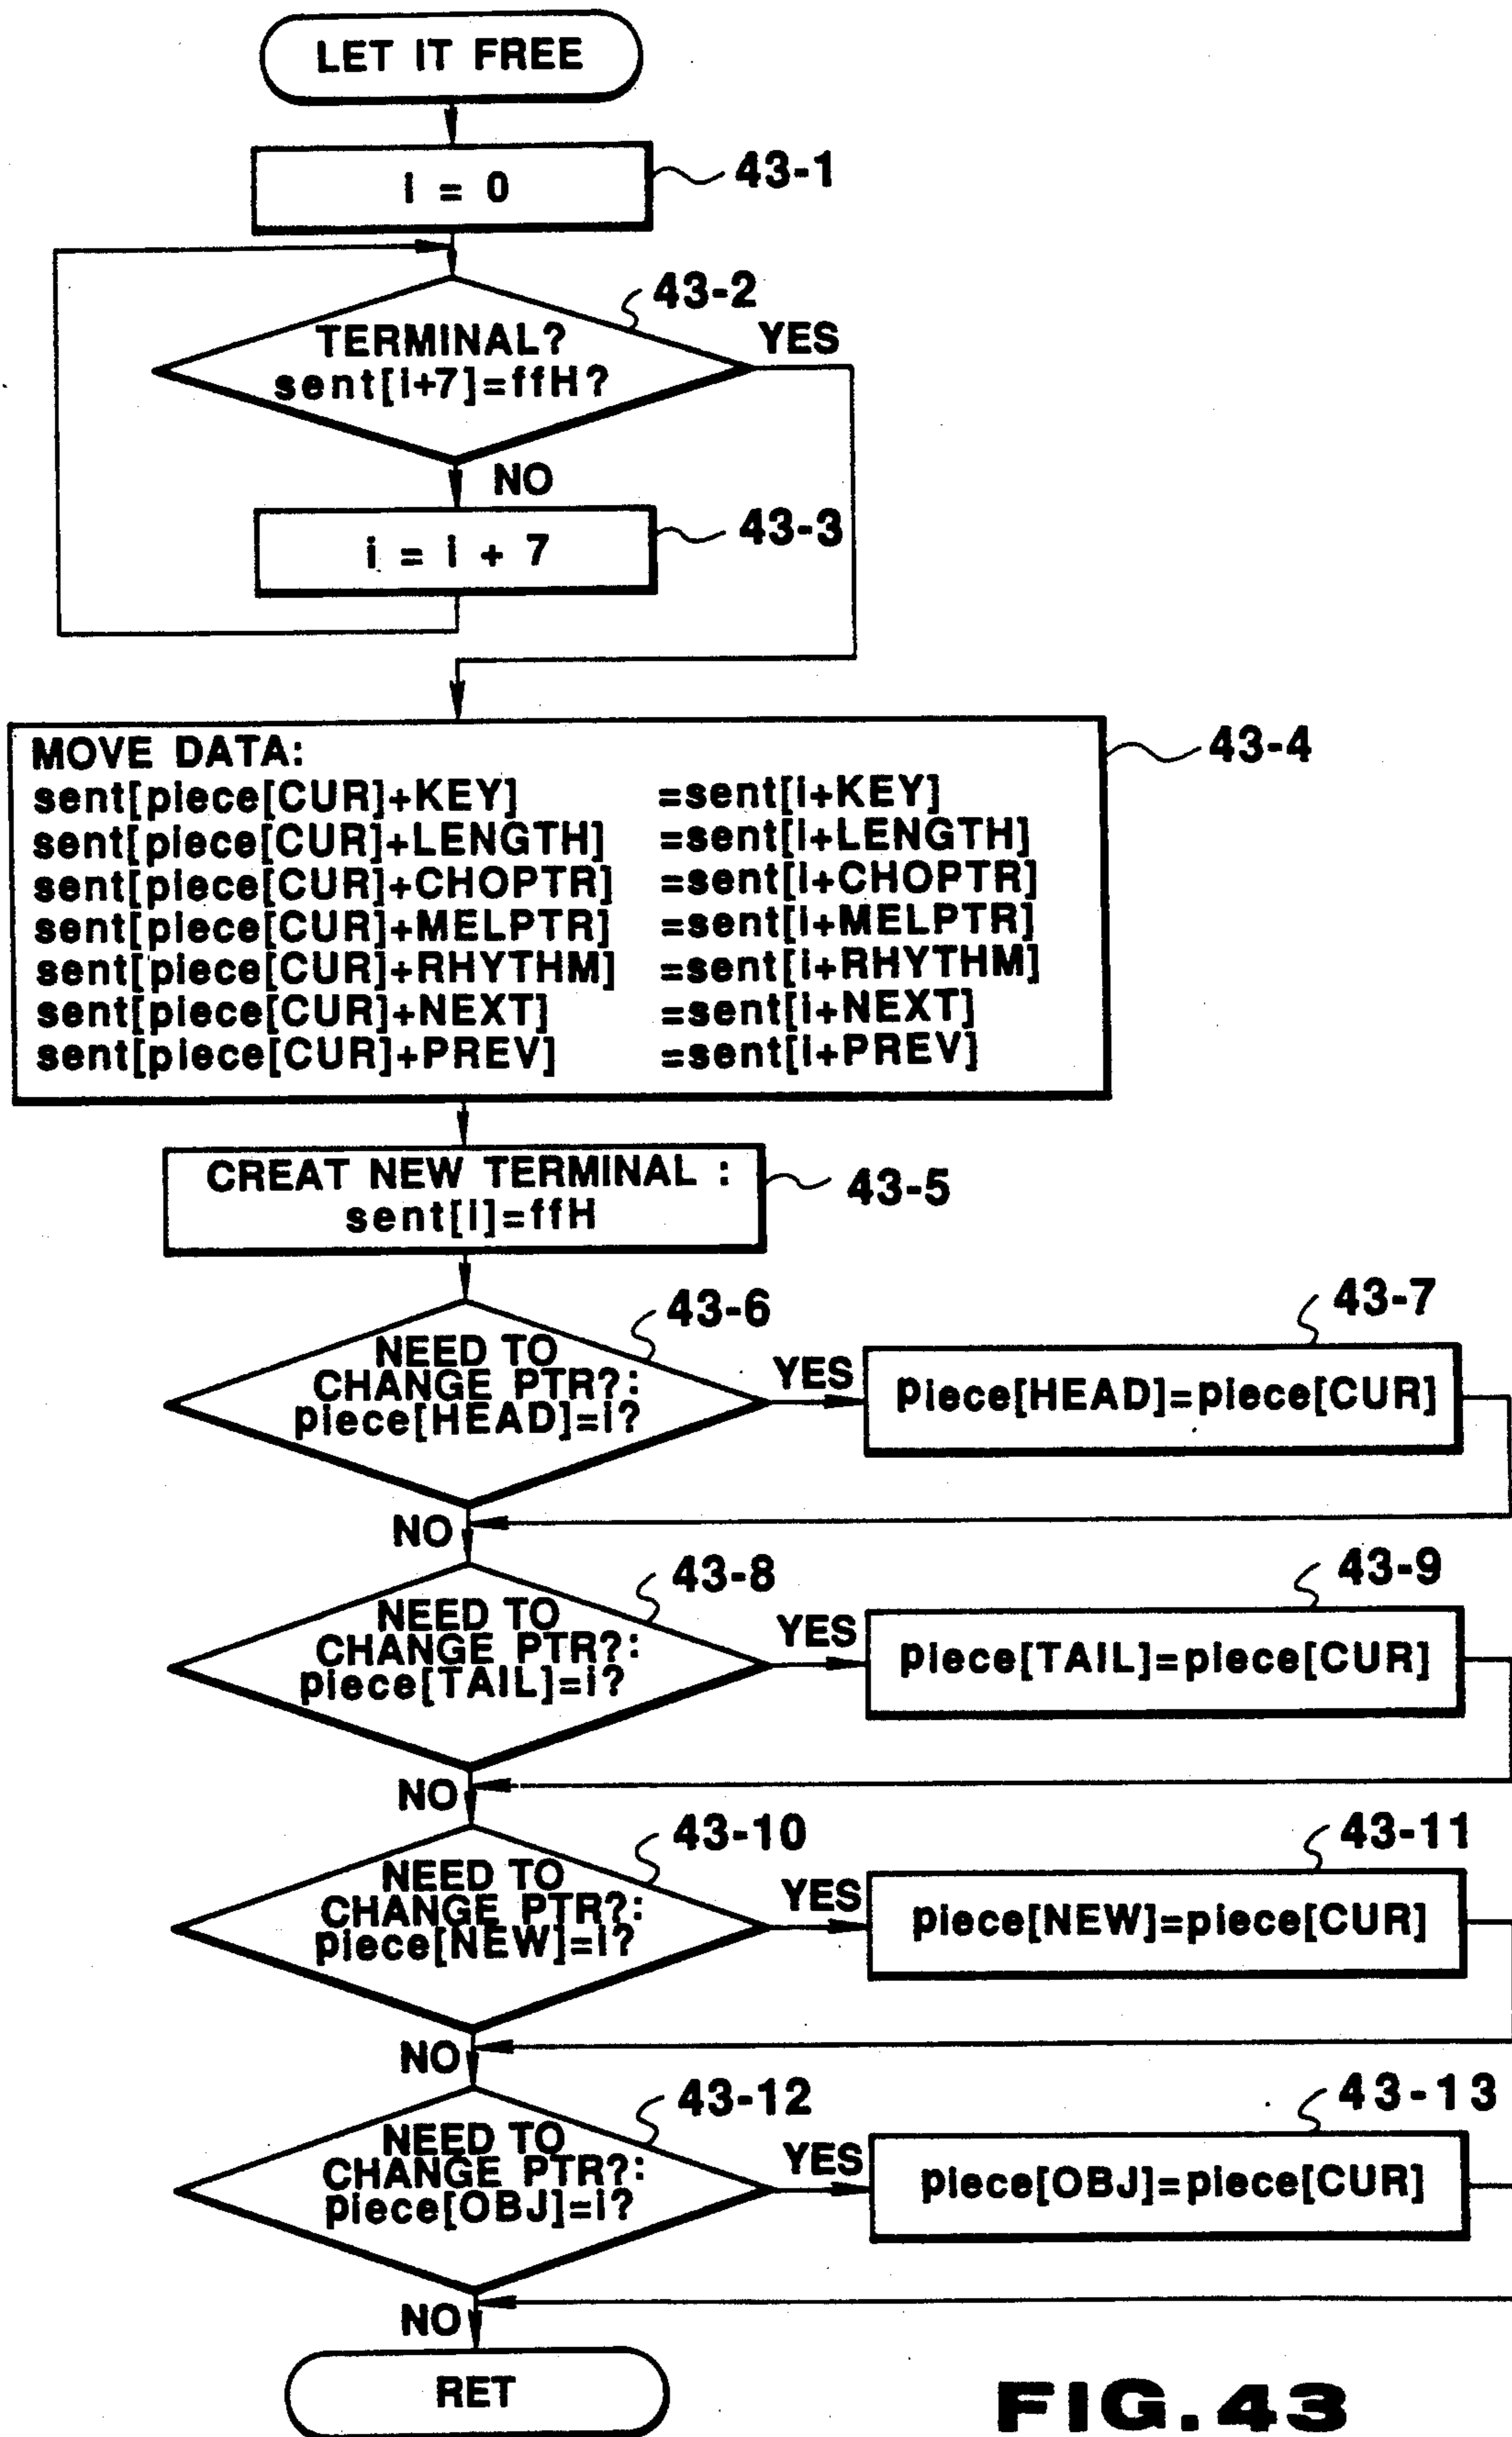 LET IT FREE
i = 0
43-1
43-2
TERMINAL?
sent[i+7]=ffH?
YES
NO
i = i + 7
43-3
43-4
MOVE DATA:
sent[piece[CUR]+KEY] =sent[i+KEY]
sent[piece[CUR]+LENGTH] =sent[i+LENGTH]
sent[piece[CUR]+CHOPTR] =sent[i+CHOPTR]
sent[piece[CUR]+MELPTR] =sent[i+MELPTR]
sent[piece[CUR]+RHYTHM] =sent[i+RHYTHM]
sent[piece[CUR]+NEXT] =sent[i+NEXT]
sent[piece[CUR]+PREV] =sent[i+PREV]
CREAT NEW TERMINAL :
sent[i]=ffH
43-5
43-6
NEED TO
CHANGE PTR?:
piece[HEAD]=i?
YES
43-7
piece[HEAD]=piece[CUR]
NO
43-8
NEED TO
CHANGE PTR?:
piece[TAIL]=i?
YES
43-9
piece[TAIL]=piece[CUR]
NO
43-10
NEED TO
CHANGE PTR?:
piece[NEW]=i?
YES
43-11
piece[NEW]=piece[CUR]
NO
43-12
NEED TO
CHANGE PTR?:
piece[OBJ]=i?
YES
43-13
piece[OBJ]=piece[CUR]
NO
RET
FIG.43